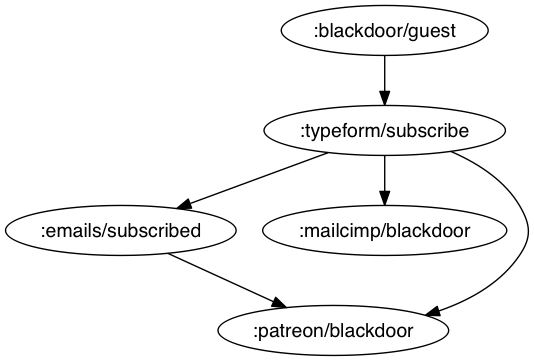 :blackdoor/guest
:typeform/subscribe
:emails/subscribed
:mailcimp/blackdoor
:patreon/blackdoor